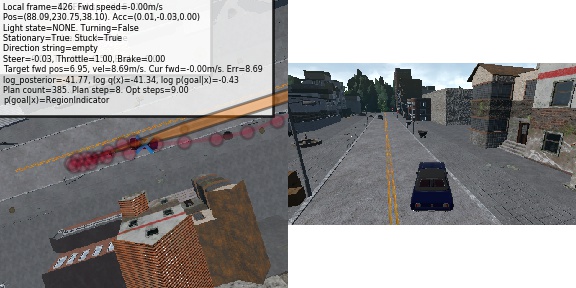 Local frame=426. Fwd speed=-0.00m/s
Pos=(88.09,230.75,38.10). Acc=(0.01,-0.03,0.00)
Light state=NONE. Turning=False
Stationary=True. Stuck=True
Direction string=empty
Steer=-0.03, Throttle=1.00, Brake=0.00
Target fwd pos=6.95, vel=8.69m/s. Cur fwd=-0.00m/s. Err=8.69
log_posterior=-41.77, log q(x)=-41.34, log p(goal|x)=-0.43
Plan count=385. Plan step=8. Opt steps=9.00
p(goal|x)=RegionIndicator